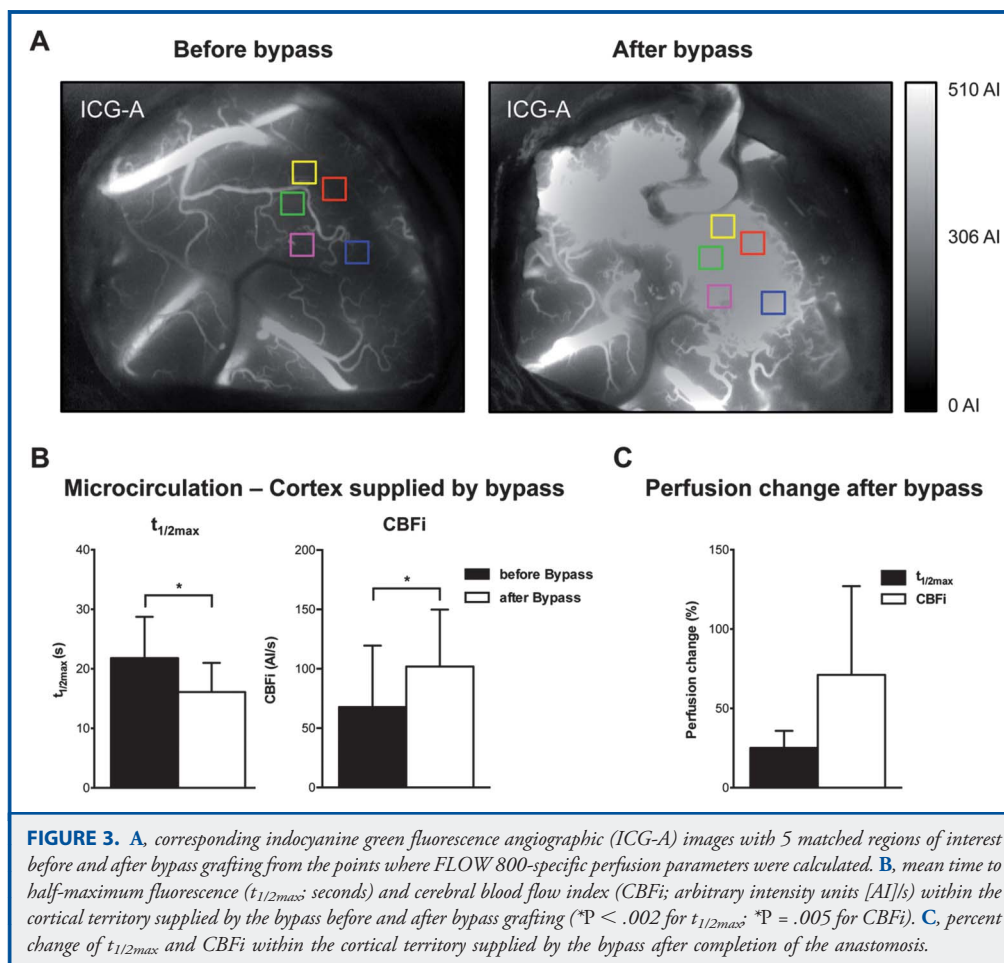 A
Before bypass
After bypass
ICG-A
ICG-A
510 AI
306 AI
0 AI
B
Microcirculation – Cortex supplied by bypass
t1/2max
CBFi
40
30
20
10
0
t1/2max (s)
*
200
150
100
50
0
CBFi (AI/s)
*
before Bypass
after Bypass
C
Perfusion change after bypass
150
100
50
0
Perfusion change (%)
t1/2max
CBFi
FIGURE 3. A, corresponding indocyanine green fluorescence angiographic (ICG-A) images with 5 matched regions of interest
before and after bypass grafting from the points where FLOW 800-specific perfusion parameters were calculated. B, mean time to
half-maximum fluorescence (t1/2max; seconds) and cerebral blood flow index (CBFi; arbitrary intensity units [AI]/s) within the
cortical territory supplied by the bypass before and after bypass grafting (*P < .002 for t1/2max; *P = .005 for CBFi). C, percent
change of t1/2max and CBFi within the cortical territory supplied by the bypass after completion of the anastomosis.